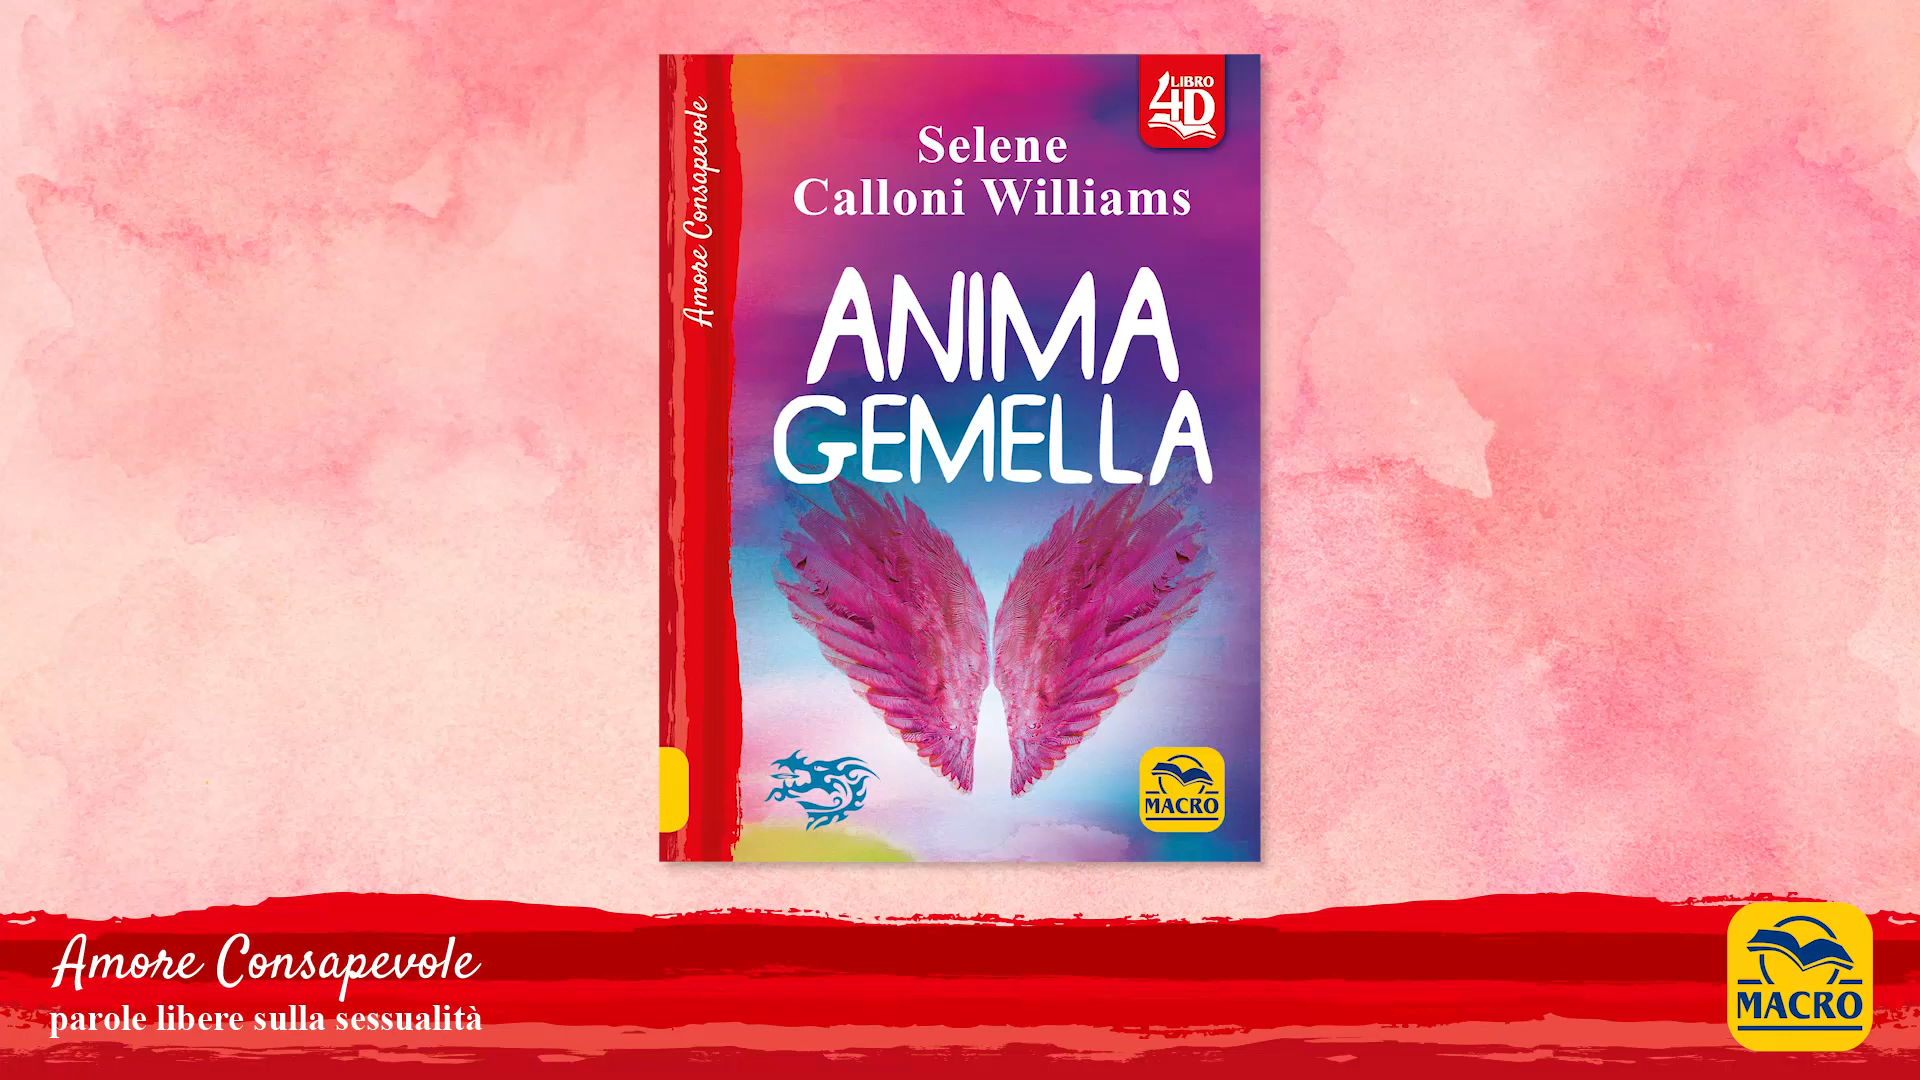 Amore Consapevole
LIBRO
4D
Selene
Calloni Williams
ANIMA
GEMELLA
MACRO
Amore Consapevole
parole libere sulla sessualità
MACRO